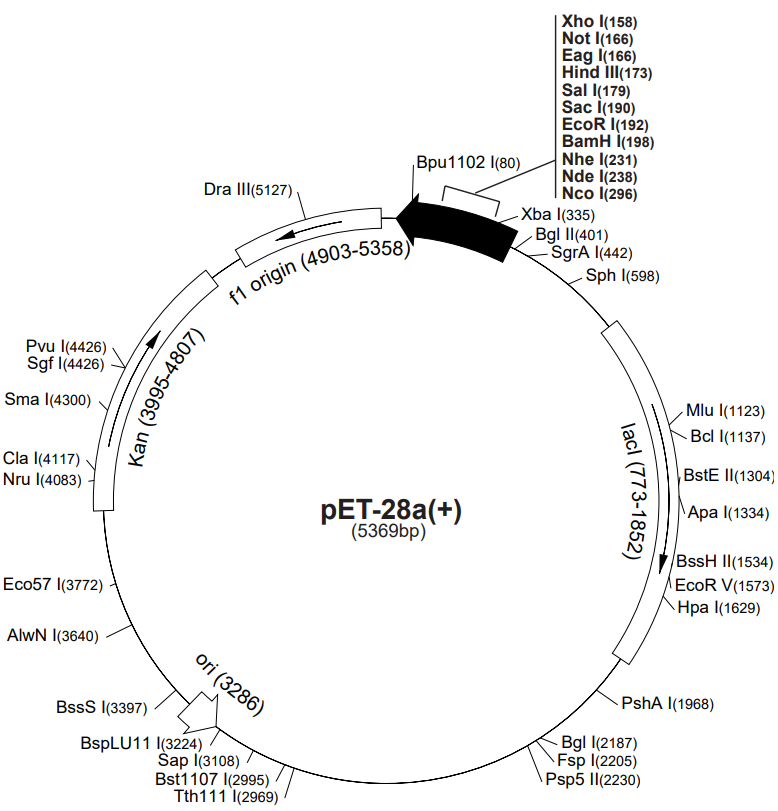 Xho I(158)
Not I(166)
Eag I(166)
Hind III(173)
Sal I(179)
Sac I(190)
EcoR I(192)
BamH I(198)
Nhe I(231)
Nde I(238)
Nco I(296)
Bpu1102 I(80)
Dra III(5127)
Xba I(335)
Bgl II(401)
SgrA I(442)
Sph I(598)
f1 origin (4903-5358)
Pvu I(4426)
Sgf I(4426)
Sma I(4300)
Kan (3995-4807)
Cla I(4117)
Nru I(4083)
Mlu I(1123)
Bcl I(1137)
BstE II(1304)
Apa I(1334)
lacI (773-1852)
pET-28a(+)
(5369bp)
BssH II(1534)
EcoR V(1573)
Hpa I(1629)
Eco57 I(3772)
AlwN I(3640)
ori (3286)
BssS I(3397)
PshA I(1968)
BspLU11 I(3224)
Sap I(3108)
Bst1107 I(2995)
Tth111 I(2969)
Bgl I(2187)
Fsp I(2205)
Psp5 II(2230)